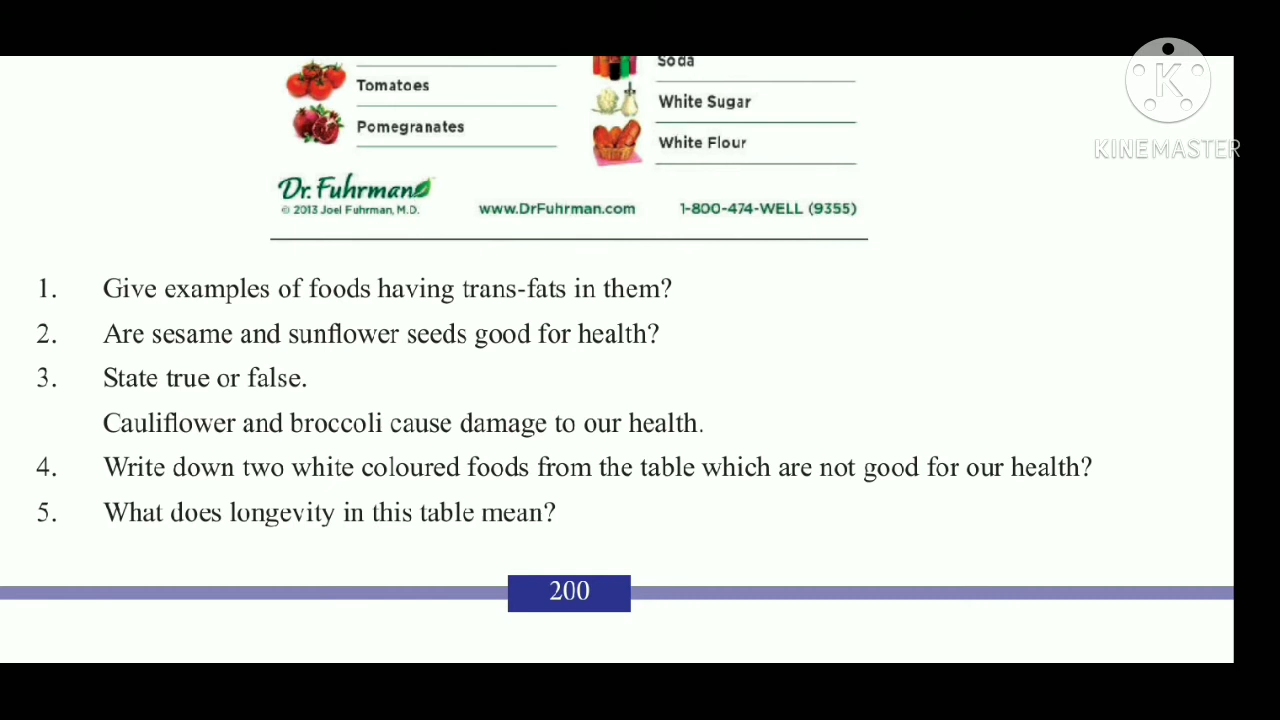 Soda
Tomatoes
White Sugar
Pomegranates
White Flour
Dr. Fuhrman
© 2013 Joel Fuhrman, M.D.
www.DrFuhrman.com
1-800-474-WELL (9355)
K
KINEMASTER
1. Give examples of foods having trans-fats in them?
2. Are sesame and sunflower seeds good for health?
3. State true or false.
Cauliflower and broccoli cause damage to our health.
4. Write down two white coloured foods from the table which are not good for our health?
5. What does longevity in this table mean?
200